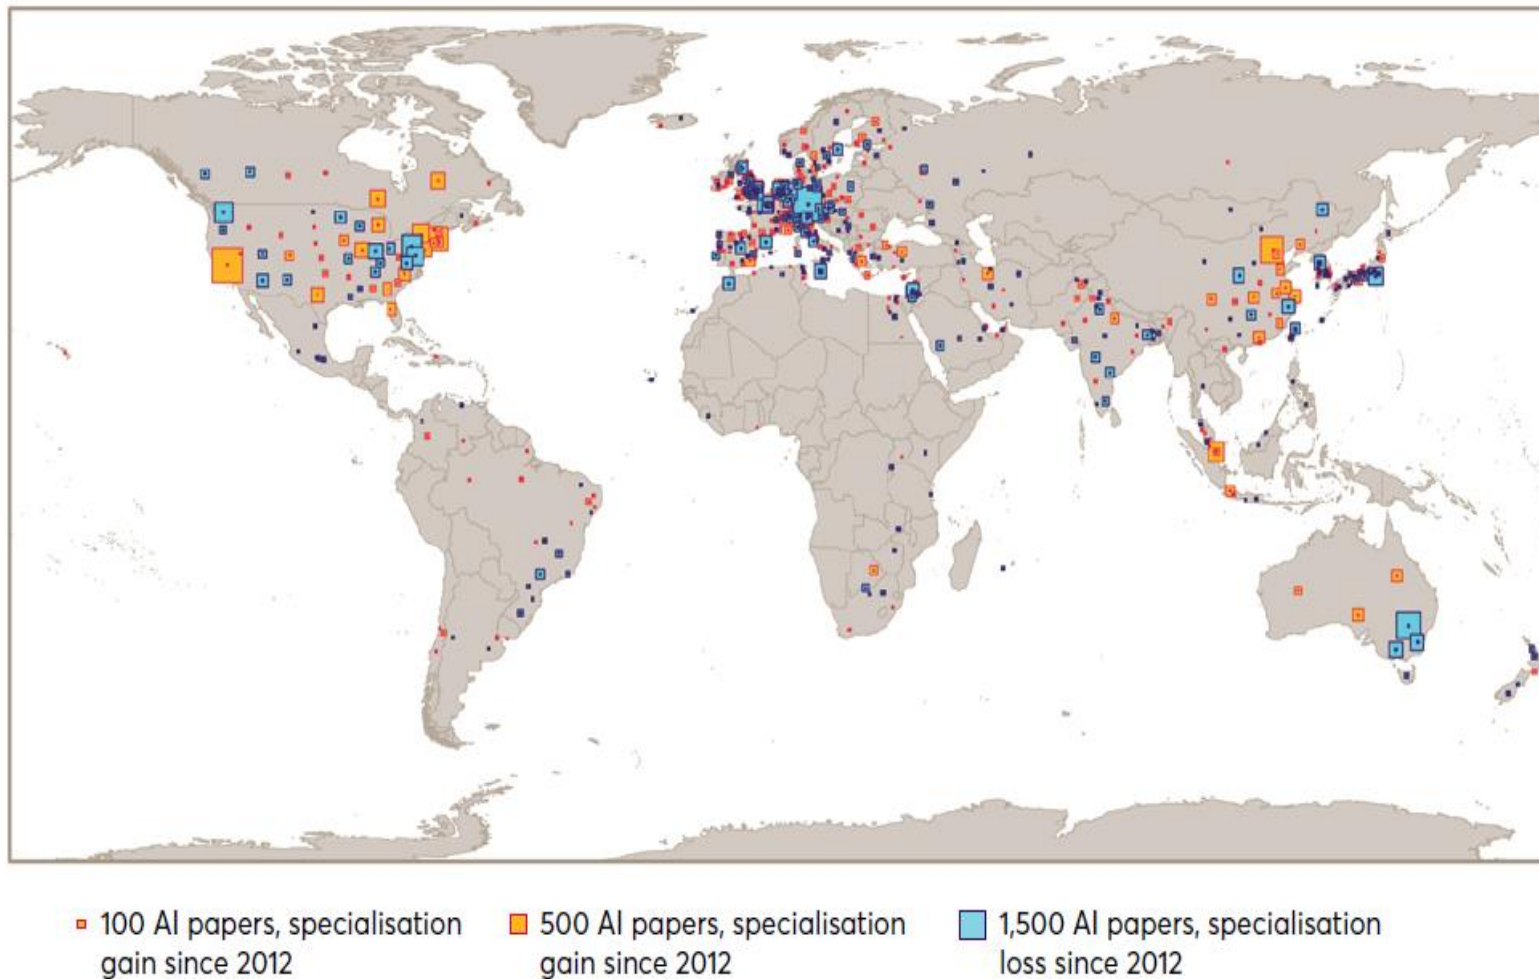 100 AI papers, specialisation
gain since 2012
500 AI papers, specialisation
gain since 2012
1,500 AI papers, specialisation
loss since 2012